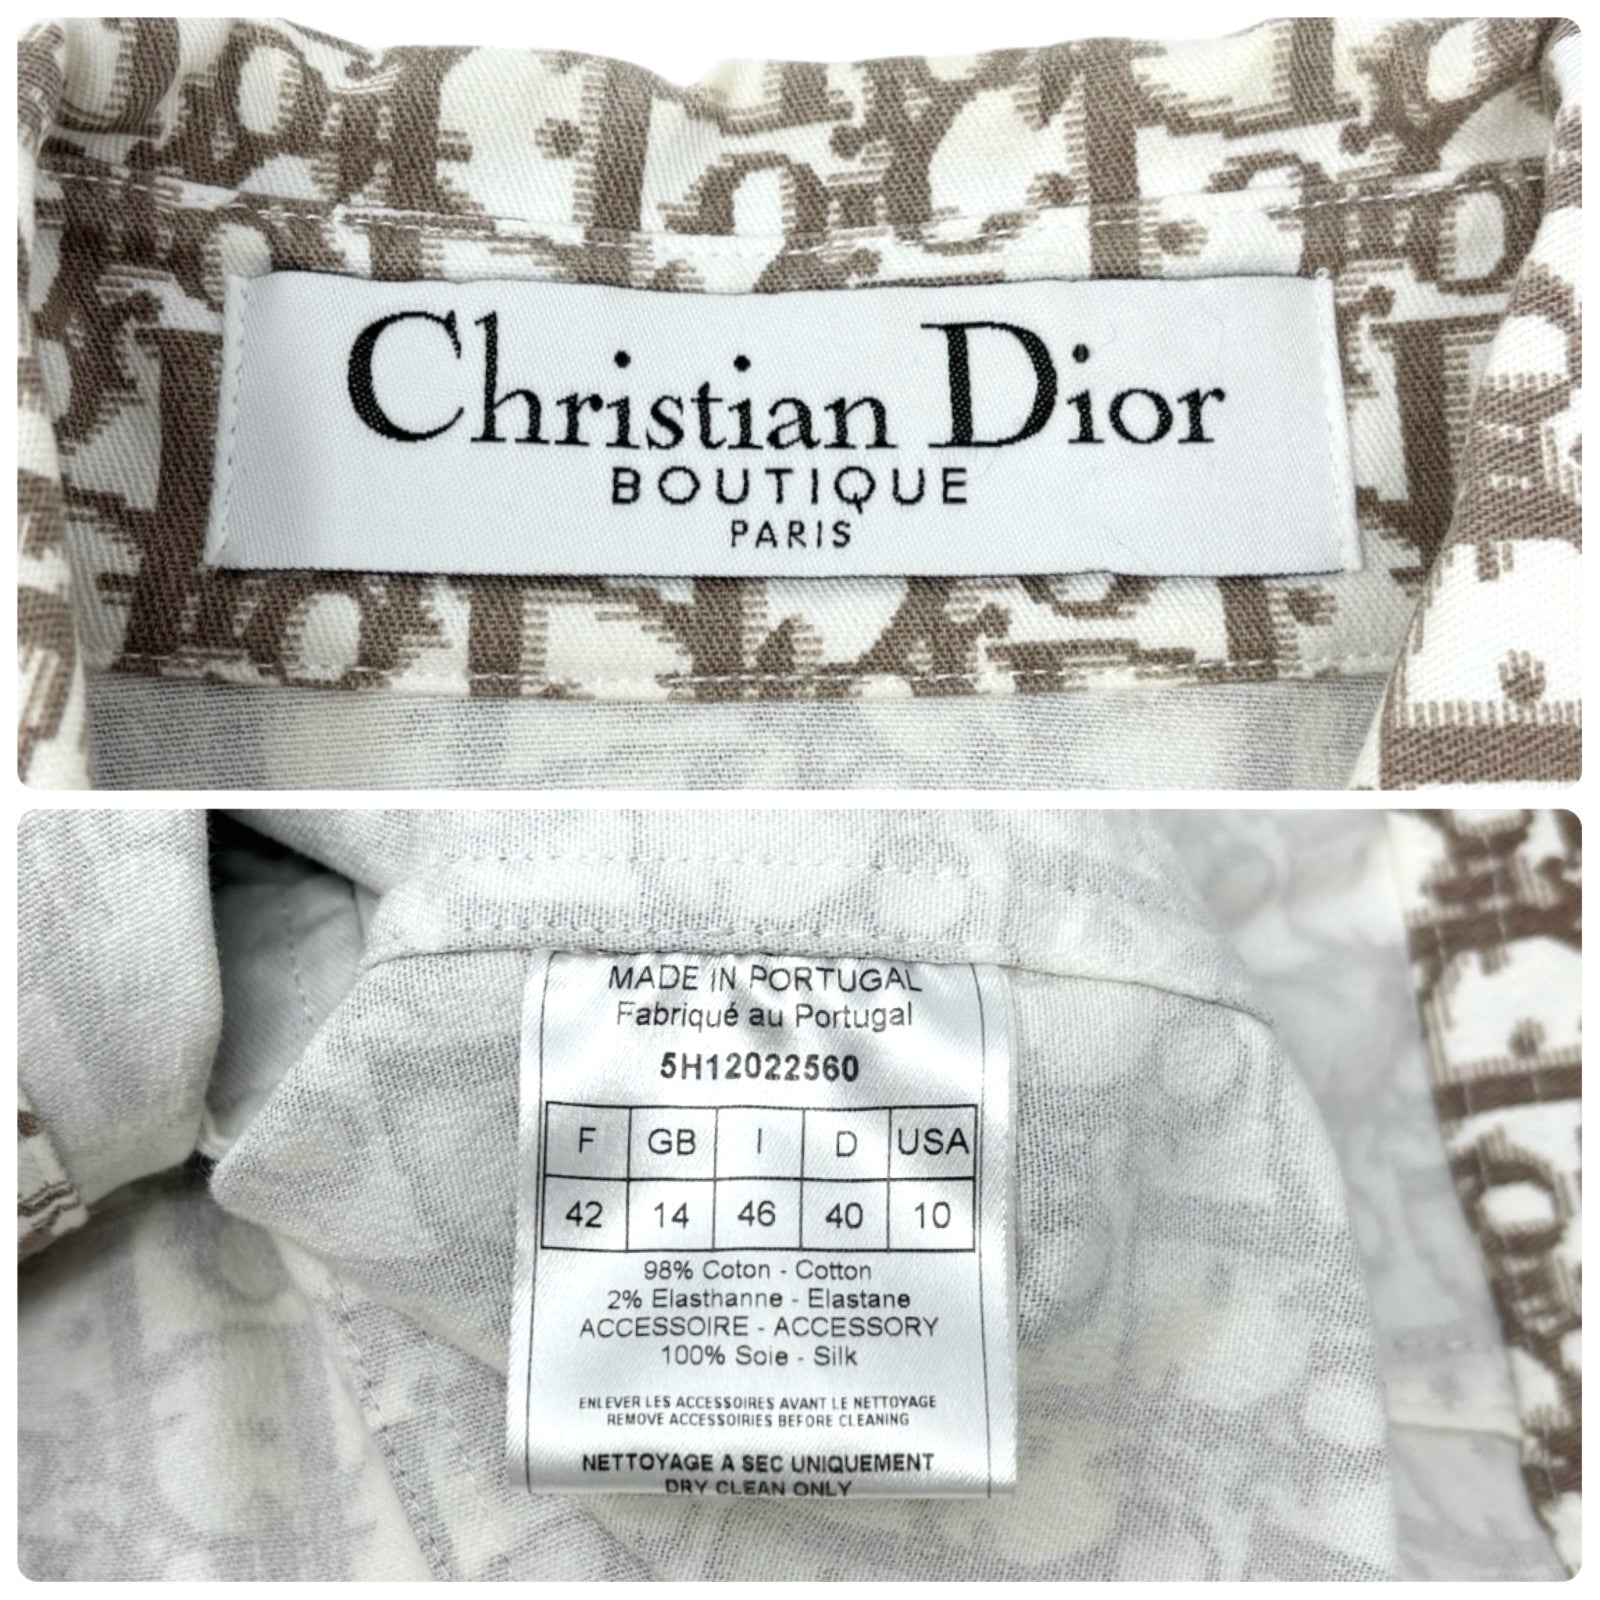 Christian Dior
BOUTIQUE
PARIS
MADE IN PORTUGAL
Fabriqué au Portugal
5H12022560
F GB I D USA
42 14 46 40 10
98% Coton - Cotton
2% Elasthanne - Elastane
ACCESSOIRE - ACCESSORY
100% Soie - Silk
ENLEVER LES ACCESSOIRES AVANT LE NETTOYAGE
REMOVE ACCESSOIRIES BEFORE CLEANING
NETTOYAGE A SEC UNIQUEMENT
DRY CLEAN ONLY